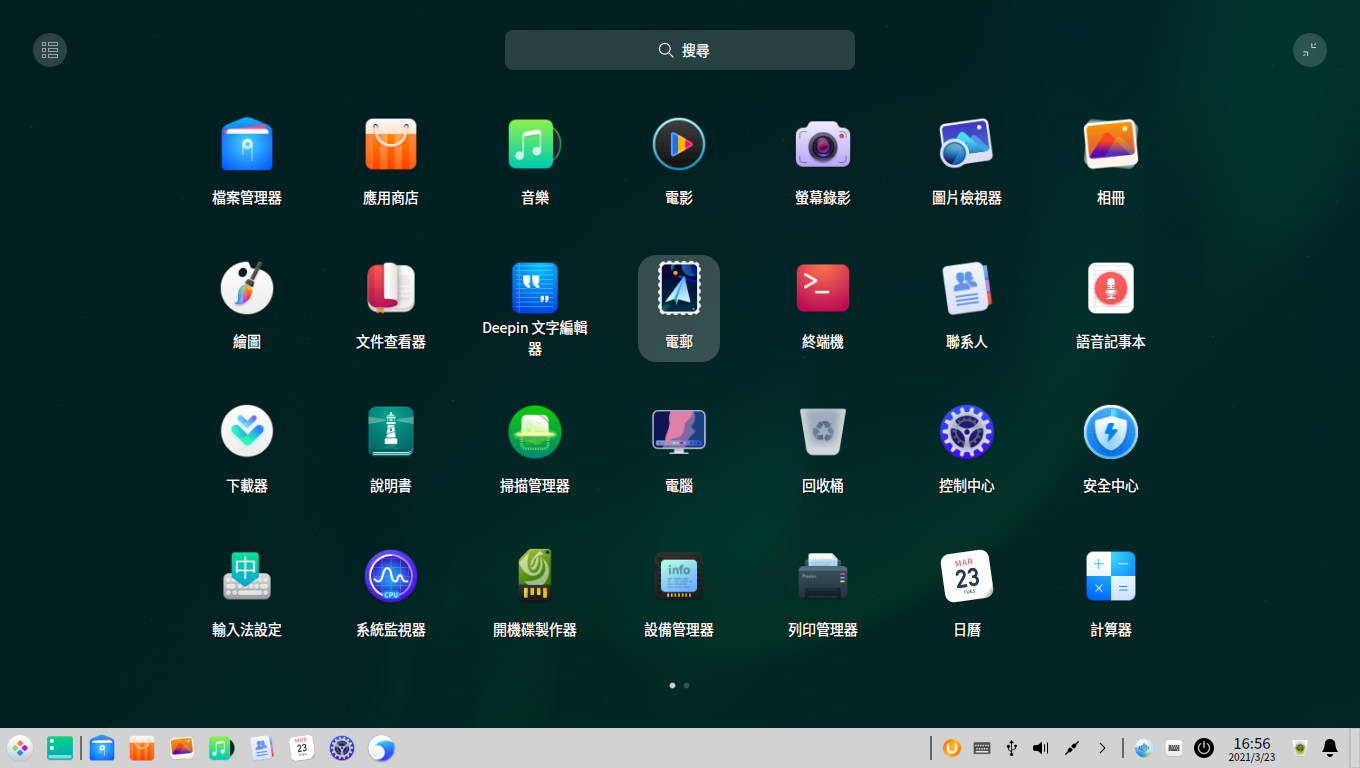 搜尋
檔案管理器
應用商店
音樂
電影
螢幕錄影
圖片檢視器
相冊
繪圖
文件查看器
Deepin 文字編輯
器
電郵
終端機
聯系人
語音記事本
下載器
說明書
掃描管理器
電腦
回收桶
控制中心
安全中心
中
CPU
info
MAR
23
TUES
輸入法設定
系統監視器
開機碟製作器
設備管理器
列印管理器
日曆
計算器
MAR
23
16:56
2021/3/23